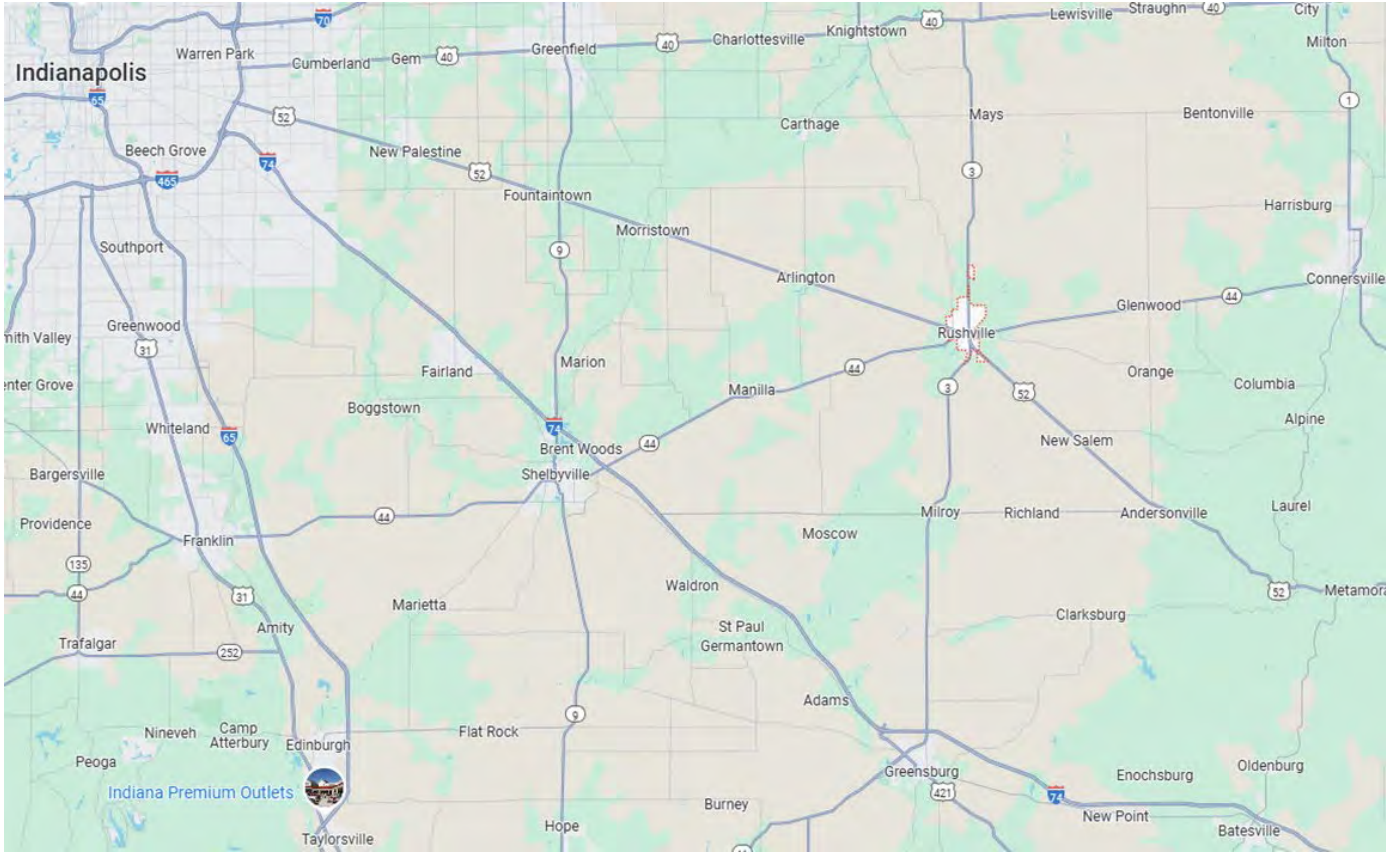 70
40
Lewisville
Straughn
40
City
Knightstown
40
Milton
Warren Park
Greenfield
Charlottesville
40
Cumberland
Gem
40
Indianapolis
65
52
1
Mays
Bentonville
Carthage
Beech Grove
74
New Palestine
52
465
3
Fountaintown
Harrisburg
Morristown
Southport
9
Arlington
Connersville
44
Glenwood
Greenwood
mith Valley
31
Rushville
Marion
Fairland
44
Orange
enter Grove
Manilla
3
52
Columbia
Boggstown
Alpine
Whiteland
74
65
44
New Salem
Brent Woods
Shelbyville
Bargersville
Laurel
Providence
44
Milroy
Richland
Andersonville
Franklin
Moscow
135
44
31
Waldron
52
Metamora
Marietta
Clarksburg
Amity
St Paul
Trafalgar
252
Germantown
Adams
9
Nineveh
Camp
Atterbury
Edinburgh
Flat Rock
Peoga
Greensburg
Enochsburg
Oldenburg
Indiana Premium Outlets
421
74
Burney
New Point
Hope
Batesville
Taylorsville